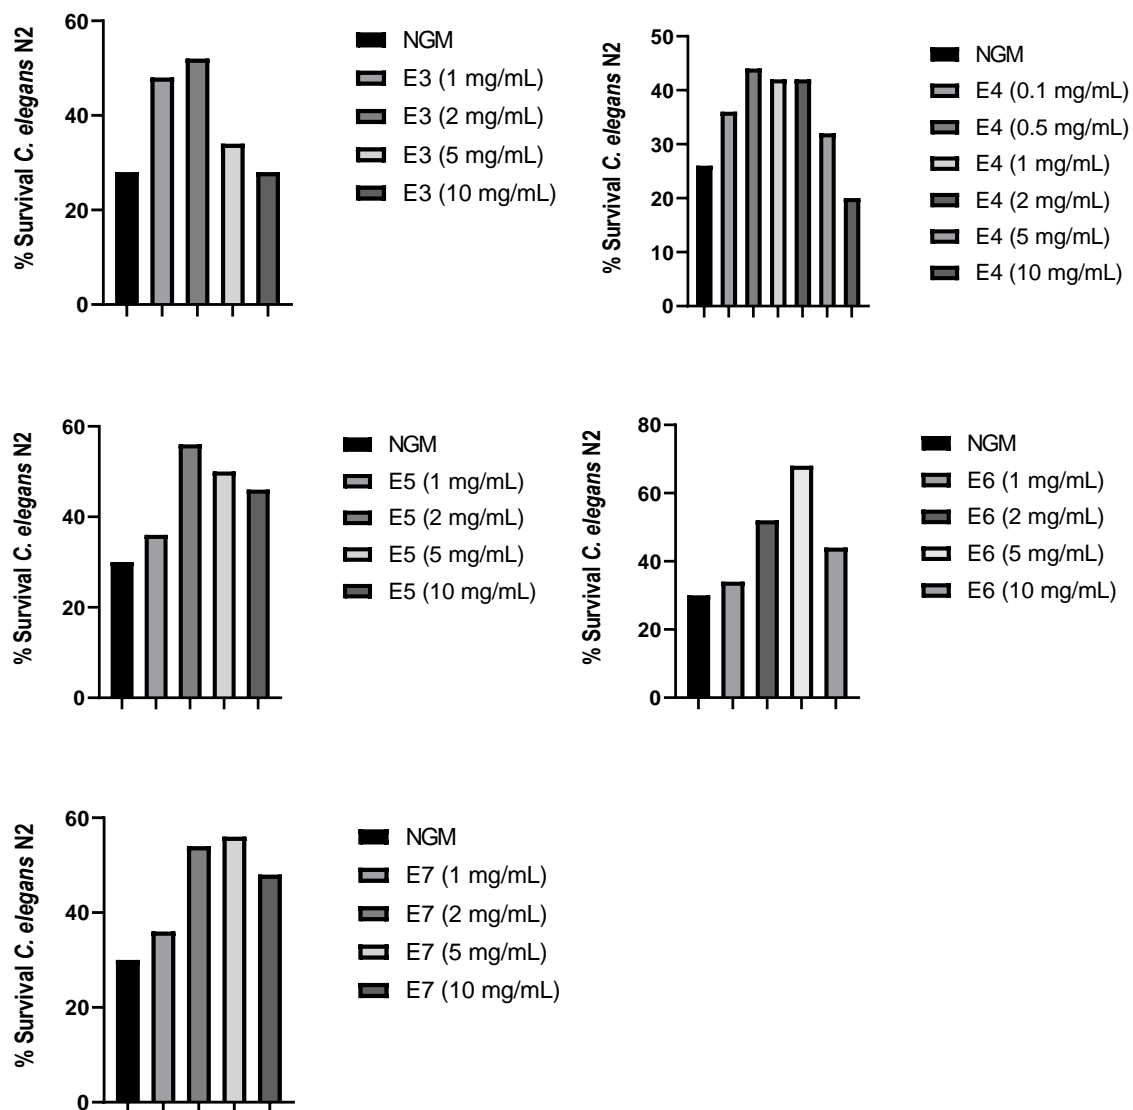 % Survival C. elegans N2
60
40
20
0
NGM
E3 (1 mg/mL)
E3 (2 mg/mL)
E3 (5 mg/mL)
E3 (10 mg/mL)
% Survival C. elegans N2
50
40
30
20
10
0
NGM
E4 (0.1 mg/mL)
E4 (0.5 mg/mL)
E4 (1 mg/mL)
E4 (2 mg/mL)
E4 (5 mg/mL)
E4 (10 mg/mL)
% Survival C. elegans N2
60
40
20
0
NGM
E5 (1 mg/mL)
E5 (2 mg/mL)
E5 (5 mg/mL)
E5 (10 mg/mL)
% Survival C. elegans N2
80
60
40
20
0
NGM
E6 (1 mg/mL)
E6 (2 mg/mL)
E6 (5 mg/mL)
E6 (10 mg/mL)
% Survival C. elegans N2
60
40
20
0
NGM
E7 (1 mg/mL)
E7 (2 mg/mL)
E7 (5 mg/mL)
E7 (10 mg/mL)